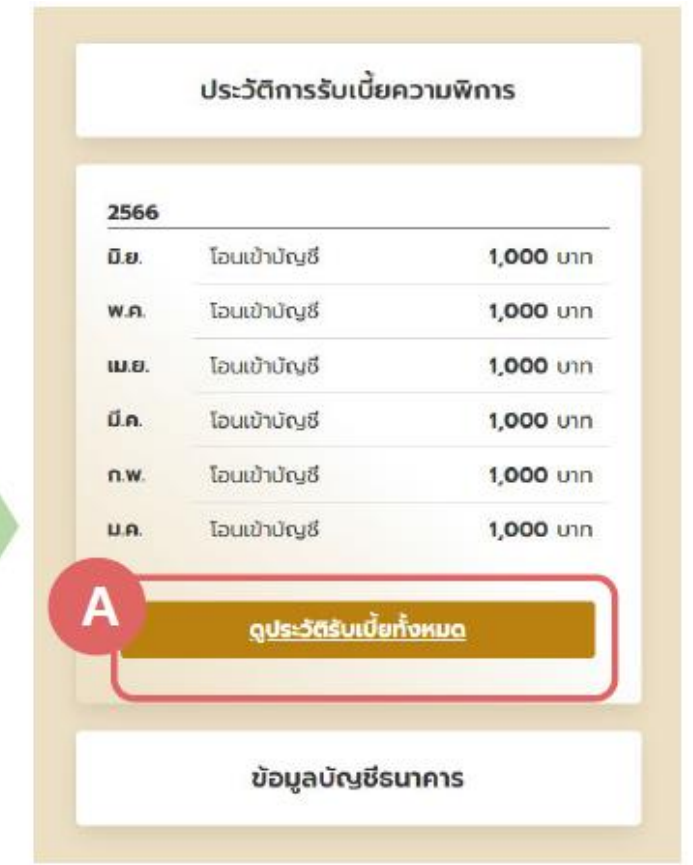 ประวัติการรับเบี้ยความพิการ
2566
มิ.ย. โอนเข้าบัญชี 1,000 บาท
พ.ค. โอนเข้าบัญชี 1,000 บาท
เม.ย. โอนเข้าบัญชี 1,000 บาท
มี.ค. โอนเข้าบัญชี 1,000 บาท
ก.พ. โอนเข้าบัญชี 1,000 บาท
ม.ค. โอนเข้าบัญชี 1,000 บาท
A
ดูประวัติรับเบี้ยทั้งหมด
ข้อมูลบัญชีธนาคาร